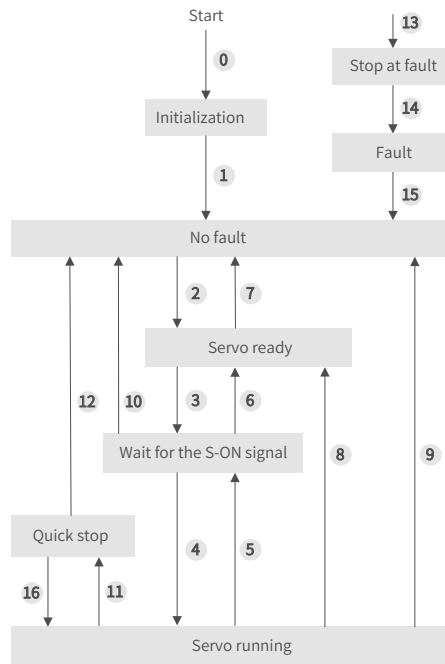 Start
13
0
Stop at fault
14
Initialization
Fault
1
15
No fault
2
7
Servo ready
12
10
3
6
8
9
Wait for the S-ON signal
Quick stop
4
5
16
11
Servo running